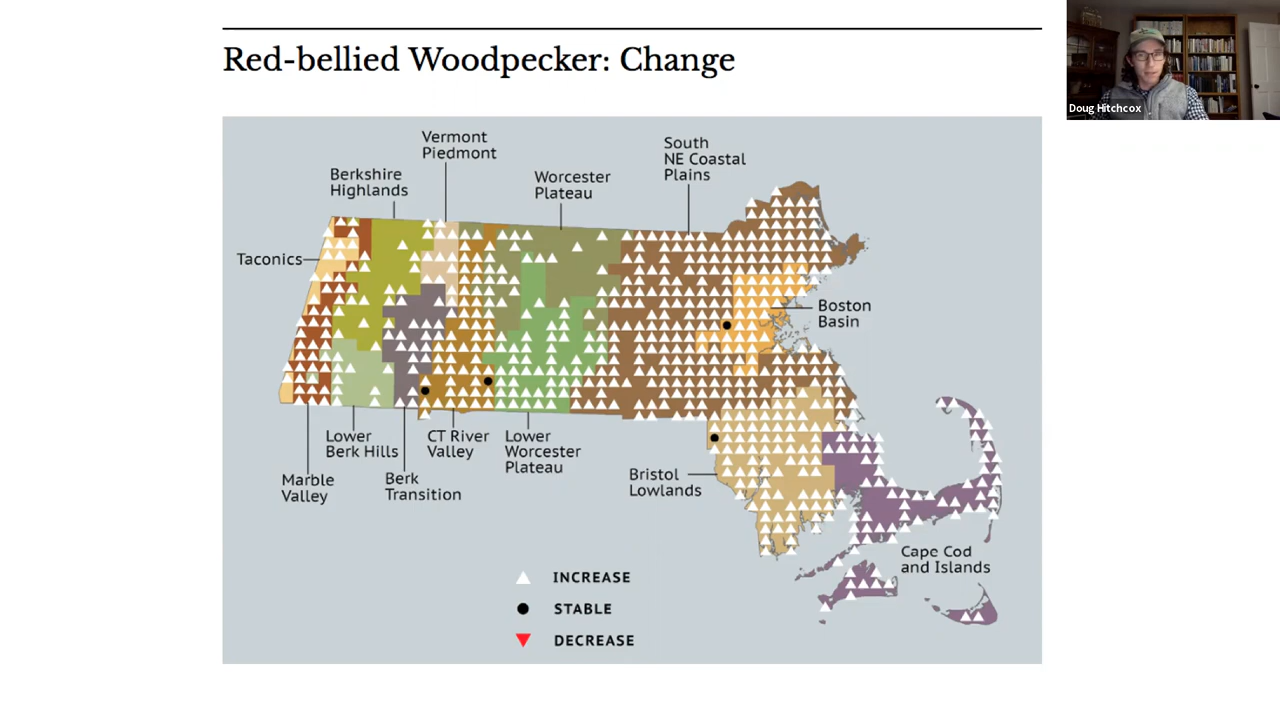 Red-bellied Woodpecker: Change
Doug Hitchcox
Vermont
Piedmont
South
NE Coastal
Plains
Berkshire
Highlands
Worcester
Plateau
Taconics
Boston
Basin
Lower
Berk Hills
CT River
Valley
Lower
Worcester
Plateau
Marble
Valley
Berk
Transition
Bristol
Lowlands
Cape Cod
and Islands
INCREASE
STABLE
DECREASE